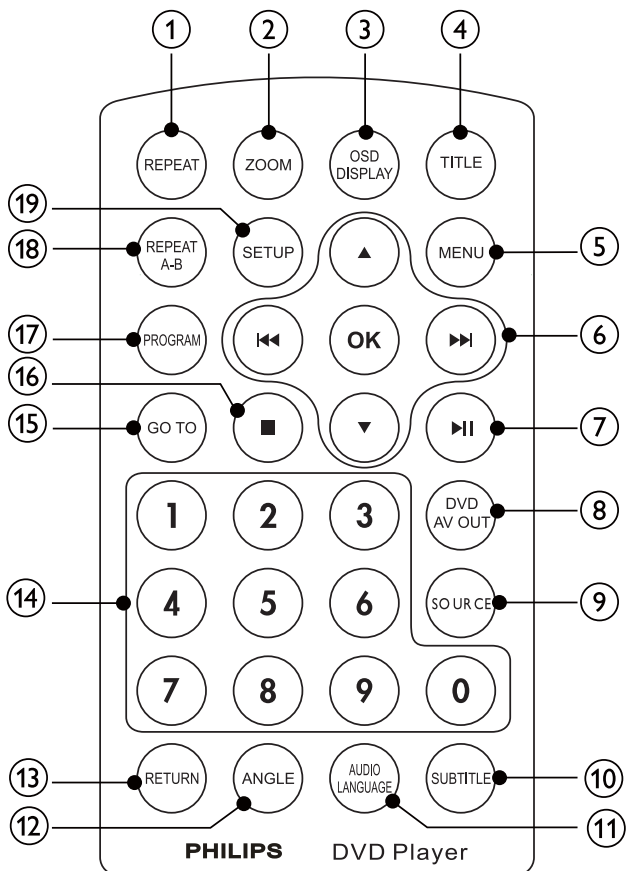 1 2 3 4
REPEAT ZOOM OSD DISPLAY TITLE
19
18 REPEAT A-B SETUP MENU 5
17 PROGRAM OK 6
16
15 GO TO 7
1 2 3 DVD AV OUT 8
14 4 5 6 SOURCE 9
7 8 9 0
13 RETURN ANGLE AUDIO LANGUAGE SUBTITLE 10
12 11
PHILIPS DVD Player